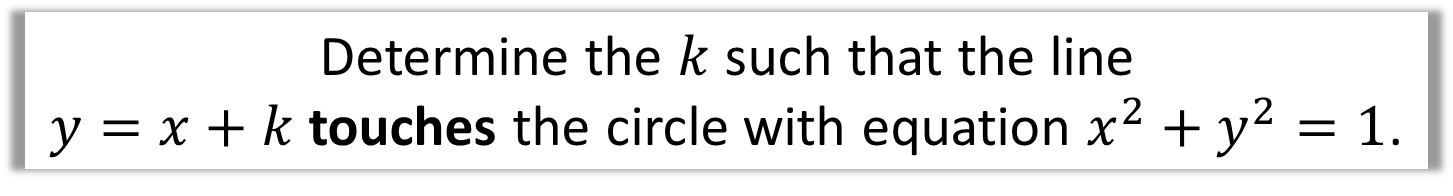 Determine the 𝑘 such that the line
𝑦 = 𝑥 + 𝑘 touches the circle with equation 𝑥² + 𝑦² = 1.